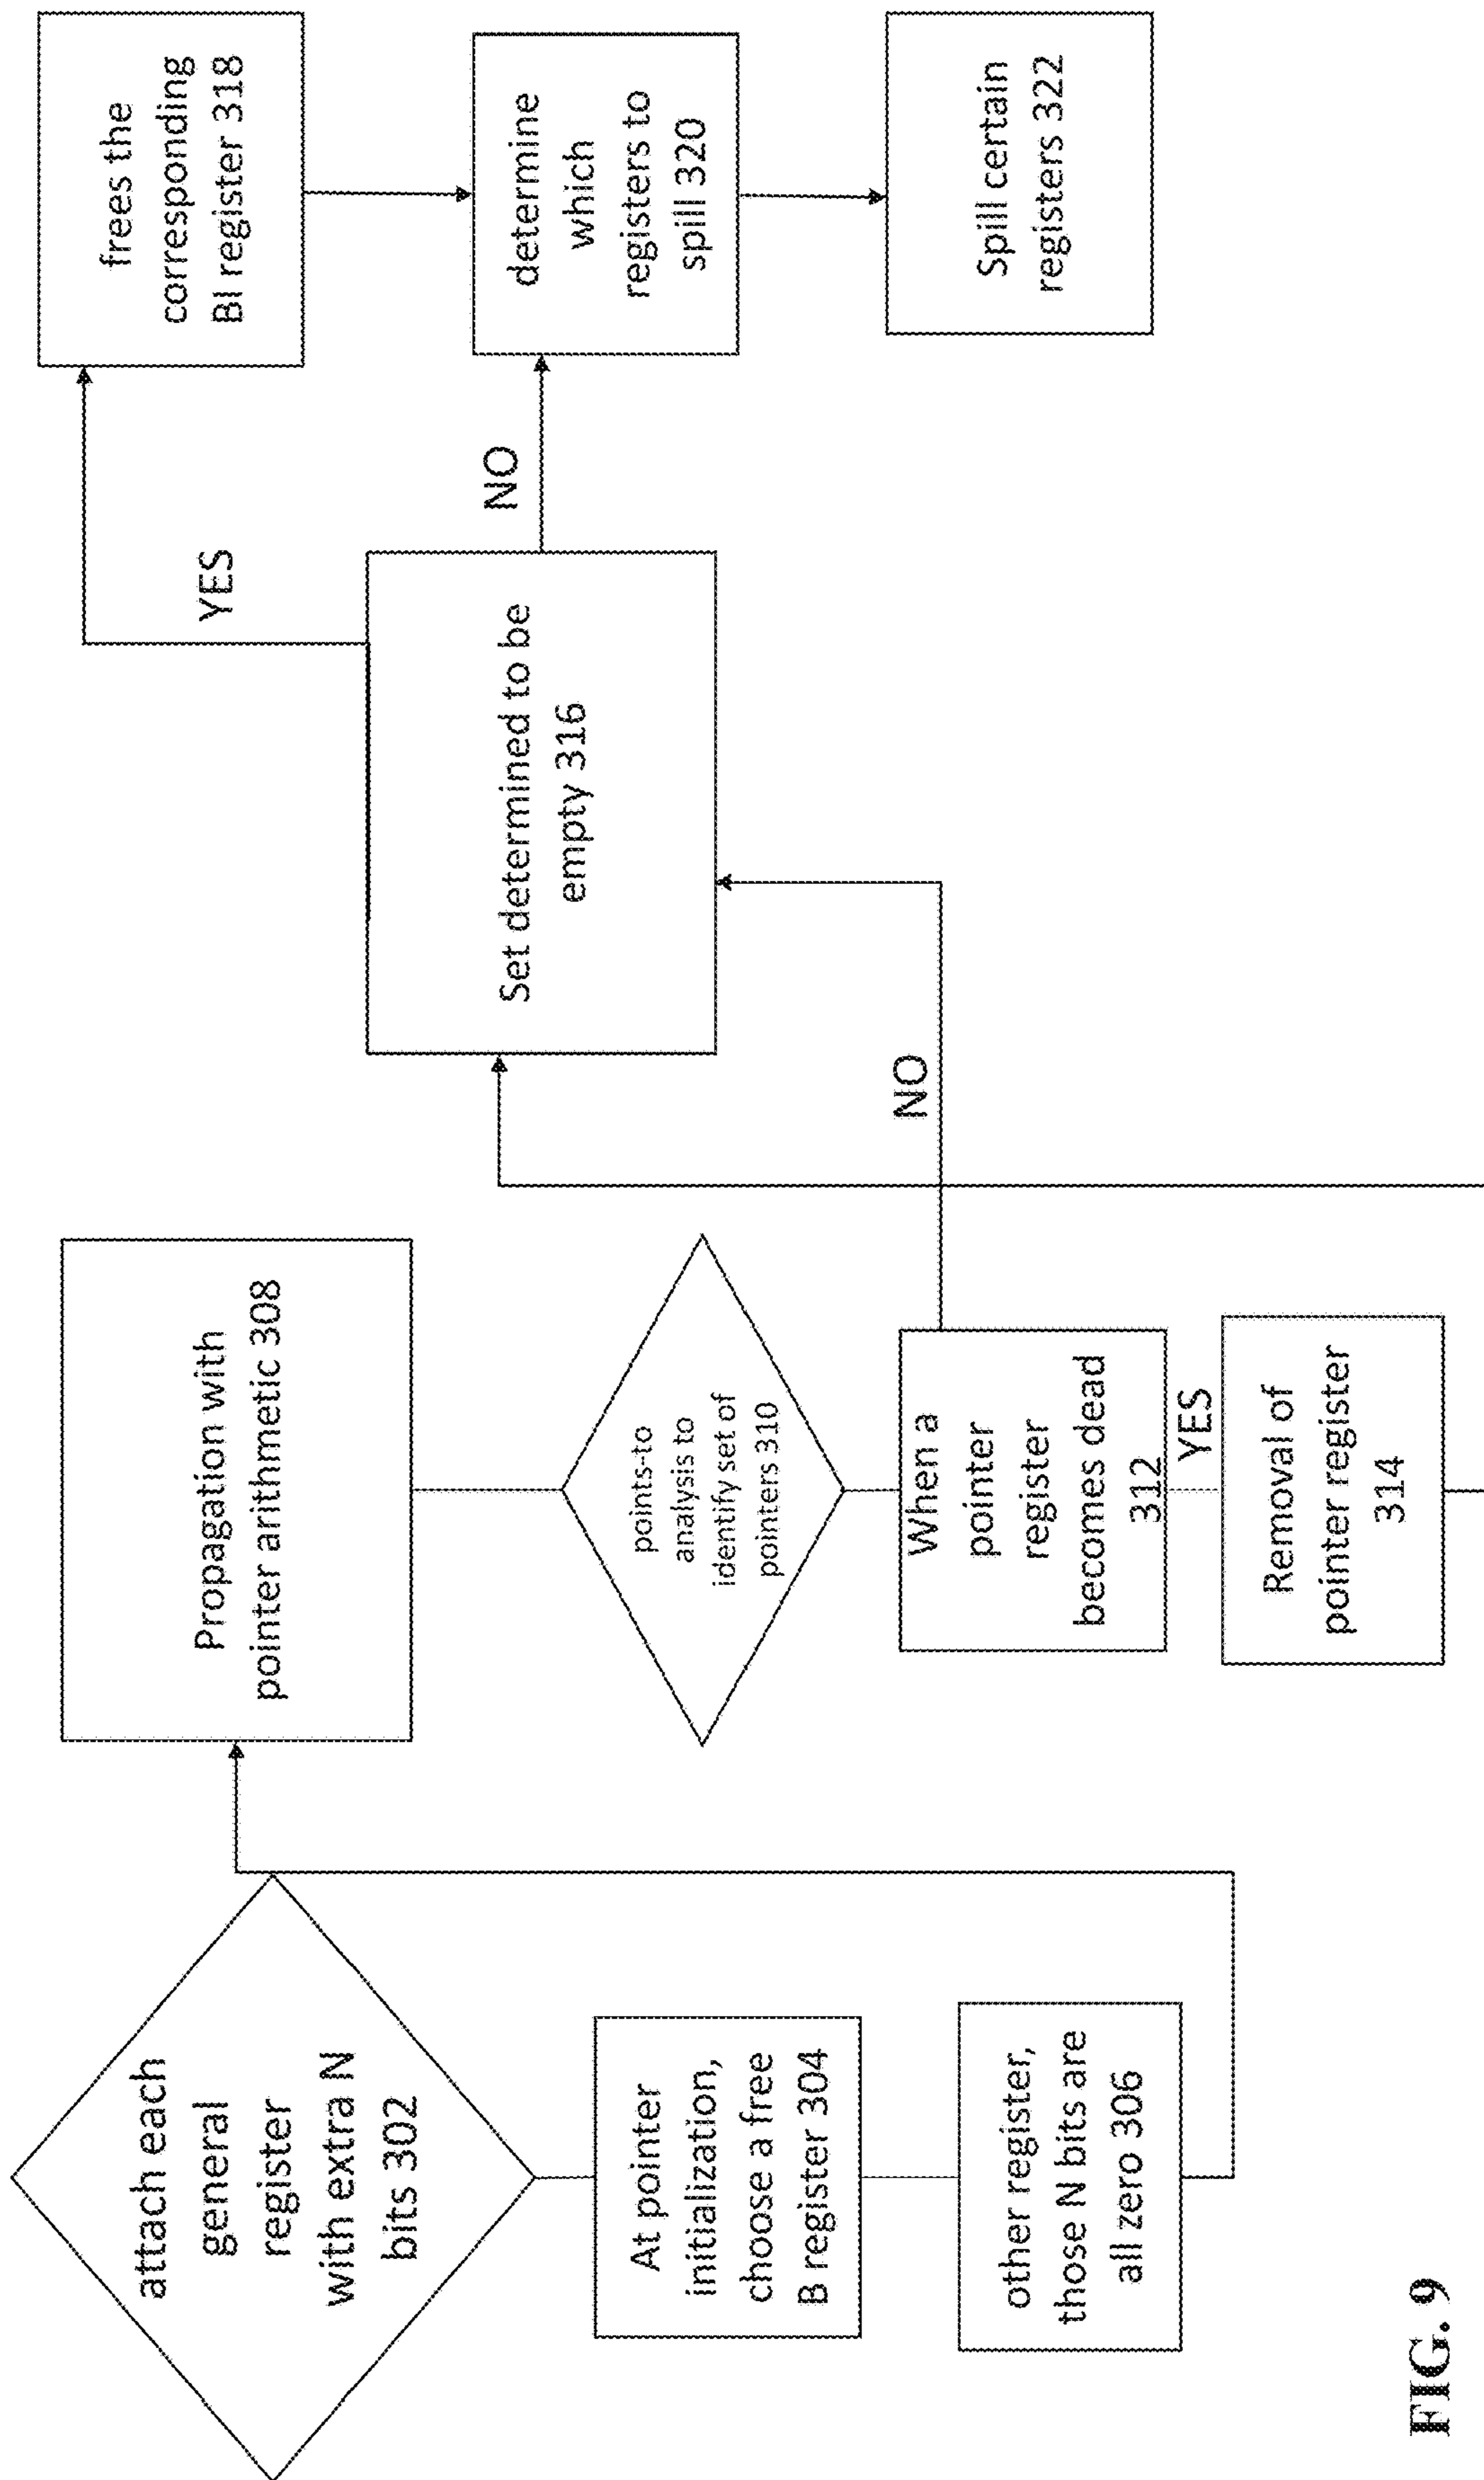 attach each
general
register
with extra N
bits 302
At pointer
initialization,
choose a free
B register 304
other register,
those N bits are
all zero 306
Propagation with
pointer arithmetic 308
points-to
analysis to
identify set of
pointers 310
When a
pointer
register
becomes dead
312
YES
Removal of
pointer register
314
NO
Set determined to be
empty 316
YES
NO
frees the
corresponding
BI register 318
determine
which
registers to
spill 320
Spill certain
registers 322
FIG. 9